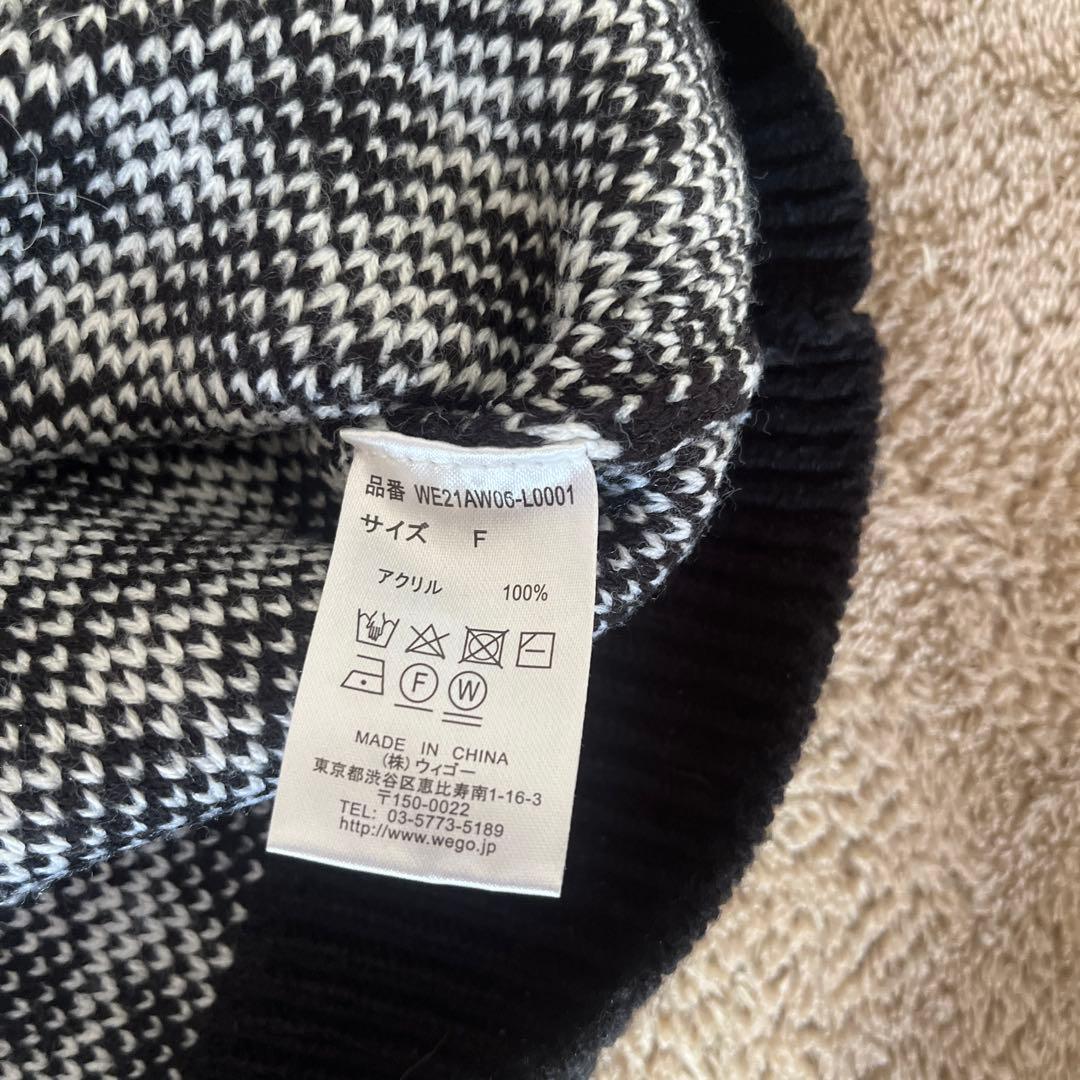 品番 WE21AW06-L0001
サイズ F
アクリル 100%
F W
MADE IN CHINA
(株)ウィゴー
東京都渋谷区恵比寿南1-16-3
〒150-0022
TEL: 03-5773-5189
http://www.wego.jp